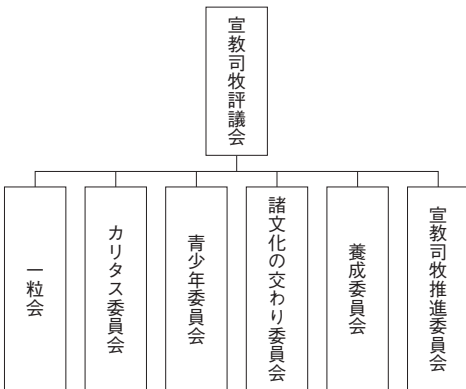 宣教司牧評議会
宣教司牧推進委員会
養成委員会
諸文化の交わり委員会
青少年委員会
カリタス委員会
一粒会